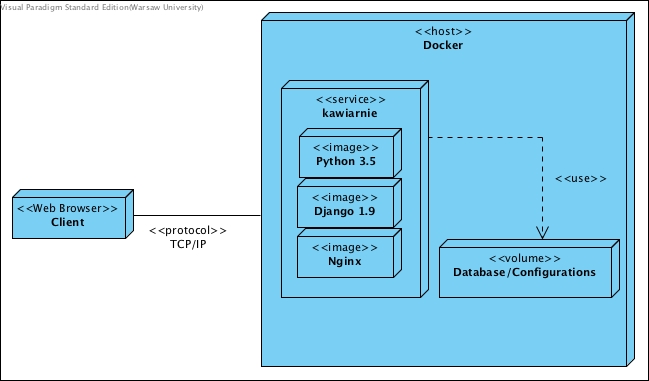 Visual Paradigm Standard Edition(Warsaw University)
<<host>>
Docker
<<service>>
kawiarnie
<<image>>
Python 3.5
<<image>>
Django 1.9
<<image>>
Nginx
<<use>>
<<Web Browser>>
Client
<<protocol>>
TCP/IP
<<volume>>
Database/Configurations